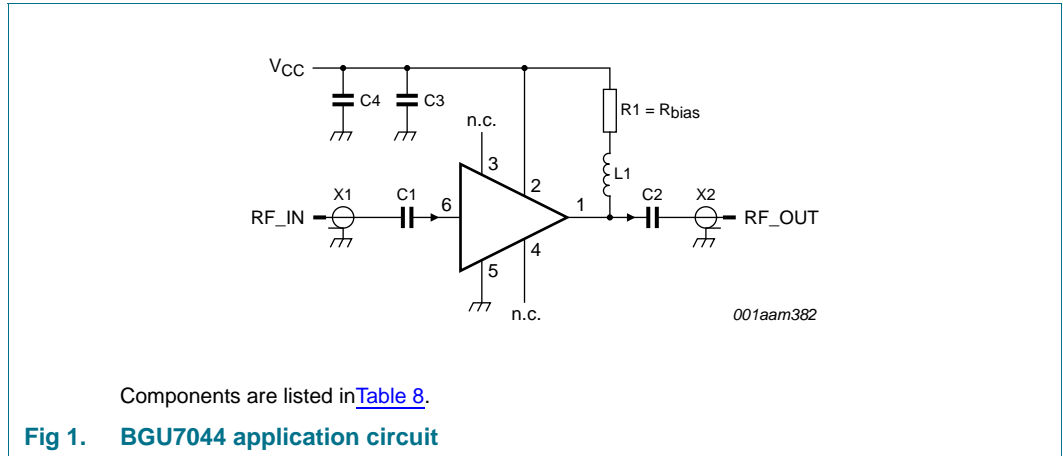 VCC
C4
C3
R1 = Rbias
n.c.
3
L1
2
X1
C1
6
1
C2
X2
RF_IN
RF_OUT
4
5
n.c.
001aam382
Components are listed inTable 8.
Fig 1. BGU7044 application circuit